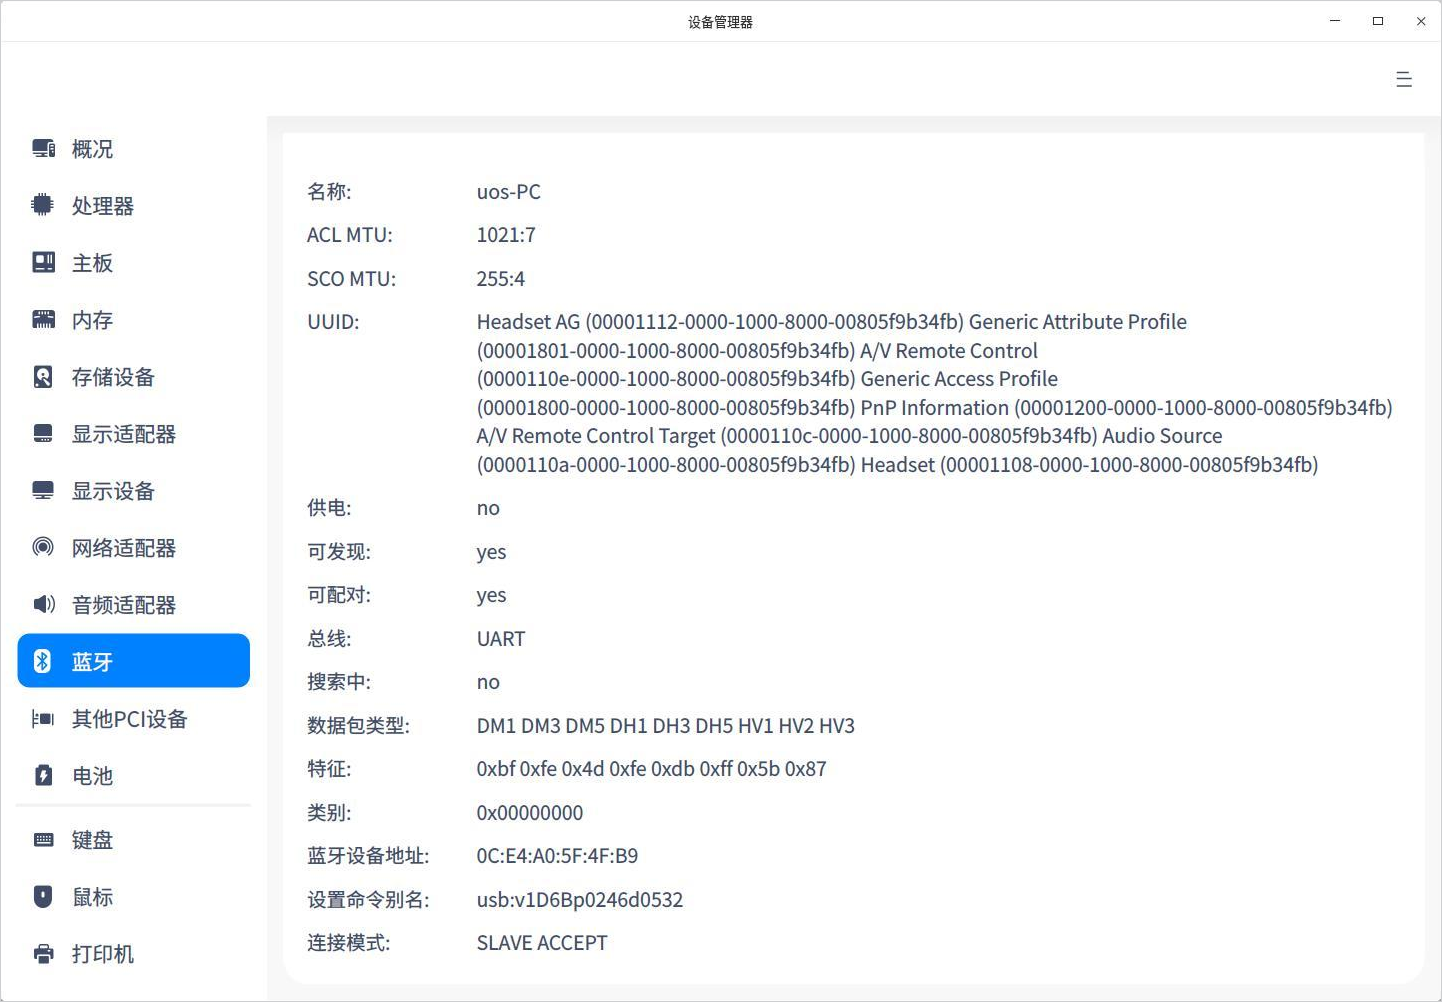 设备管理器
概况
处理器
主板
内存
存储设备
显示适配器
显示设备
网络适配器
音频适配器
蓝牙
其他PCI设备
电池
键盘
鼠标
打印机
名称: uos-PC
ACL MTU: 1021:7
SCO MTU: 255:4
UUID: Headset AG (00001112-0000-1000-8000-00805f9b34fb) Generic Attribute Profile
(00001801-0000-1000-8000-00805f9b34fb) A/V Remote Control
(0000110e-0000-1000-8000-00805f9b34fb) Generic Access Profile
(00001800-0000-1000-8000-00805f9b34fb) PnP Information (00001200-0000-1000-8000-00805f9b34fb)
A/V Remote Control Target (0000110c-0000-1000-8000-00805f9b34fb) Audio Source
(0000110a-0000-1000-8000-00805f9b34fb) Headset (00001108-0000-1000-8000-00805f9b34fb)
供电: no
可发现: yes
可配对: yes
总线: UART
搜索中: no
数据包类型: DM1 DM3 DM5 DH1 DH3 DH5 HV1 HV2 HV3
特征: 0xbf 0xfe 0x4d 0xfe 0xdb 0xff 0x5b 0x87
类别: 0x00000000
蓝牙设备地址: 0C:E4:A0:5F:4F:B9
设置命令别名: usb:v1D6Bp0246d0532
连接模式: SLAVE ACCEPT